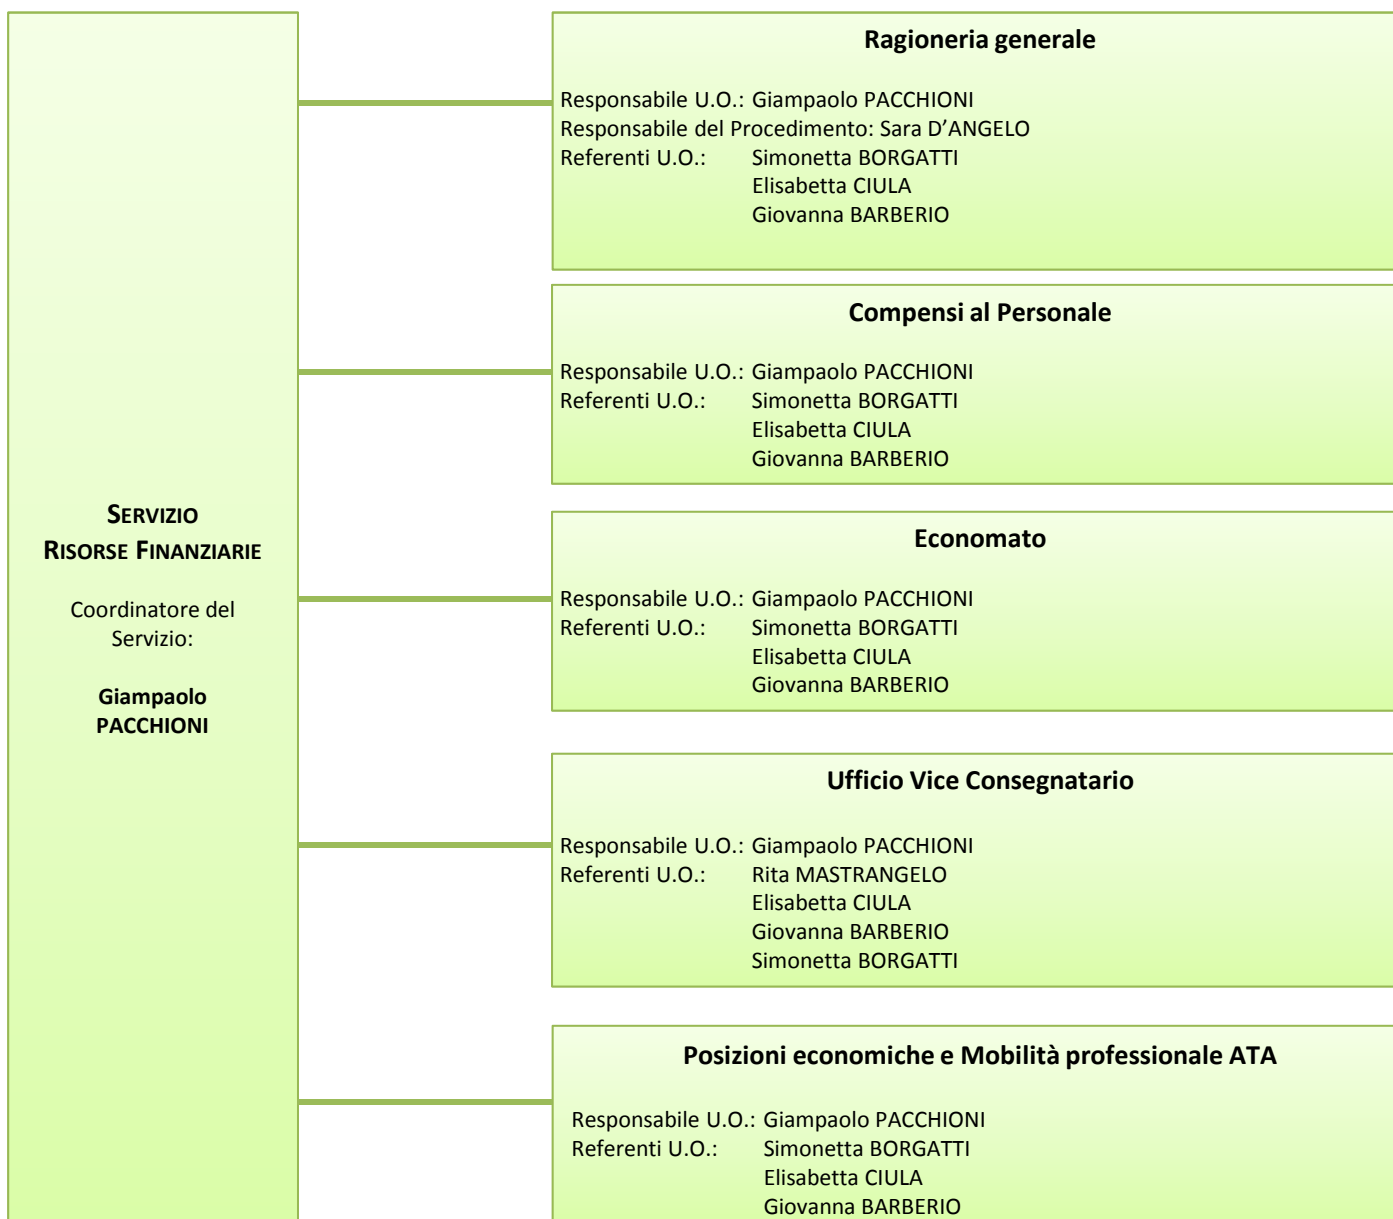 SERVIZIO
RISORSE FINANZIARIE
Coordinatore del
Servizio:
Giampaolo
PACCHIONI
Ragioneria generale
Responsabile U.O.: Giampaolo PACCHIONI
Responsabile del Procedimento: Sara D’ANGELO
Referenti U.O.: Simonetta BORGATTI
Elisabetta CIULA
Giovanna BARBERIO
Compensi al Personale
Responsabile U.O.: Giampaolo PACCHIONI
Referenti U.O.: Simonetta BORGATTI
Elisabetta CIULA
Giovanna BARBERIO
Economato
Responsabile U.O.: Giampaolo PACCHIONI
Referenti U.O.: Simonetta BORGATTI
Elisabetta CIULA
Giovanna BARBERIO
Ufficio Vice Consegnatario
Responsabile U.O.: Giampaolo PACCHIONI
Referenti U.O.: Rita MASTRANGELO
Elisabetta CIULA
Giovanna BARBERIO
Simonetta BORGATTI
Posizioni economiche e Mobilità professionale ATA
Responsabile U.O.: Giampaolo PACCHIONI
Referenti U.O.: Simonetta BORGATTI
Elisabetta CIULA
Giovanna BARBERIO